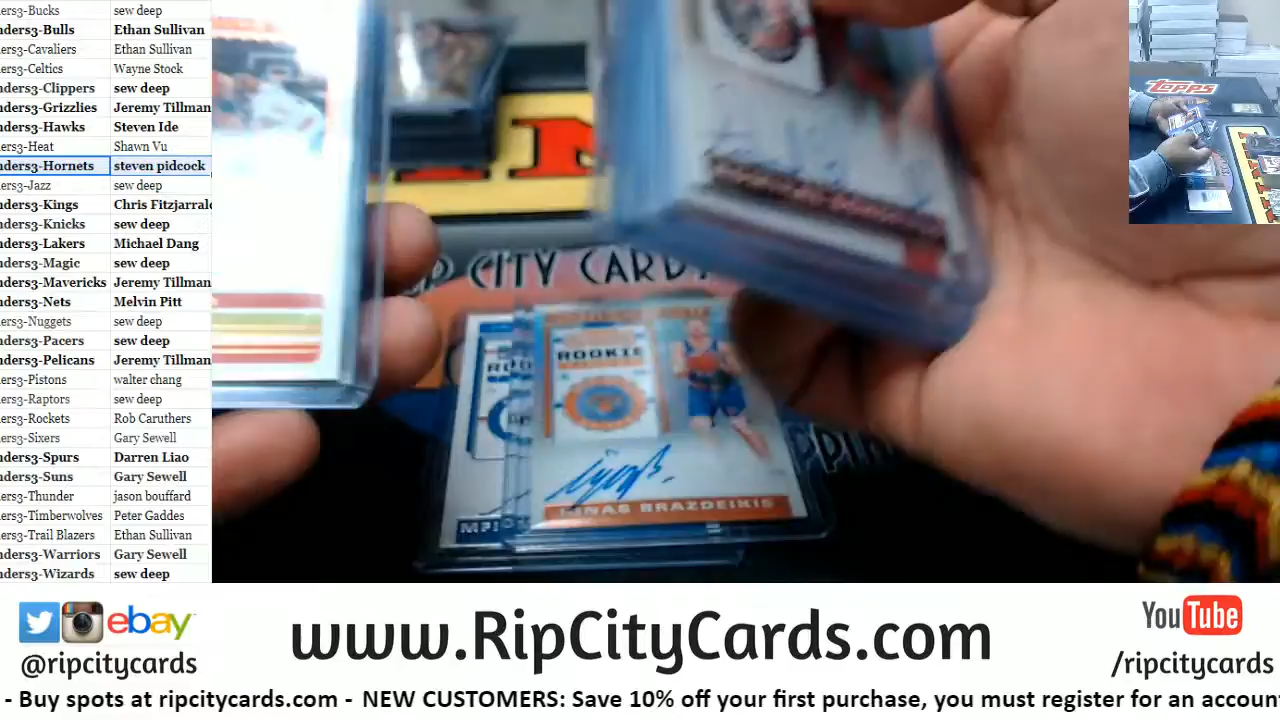 ers3-Bucks sew deep
nders3-Bulls Ethan Sullivan
ers3-Cavaliers Ethan Sullivan
ers3-Celtics Wayne Stock
nders3-Clippers sew deep
nders3-Grizzlies Jeremy Tillman
nders3-Hawks Steven Ide
ers3-Heat Shawn Vu
nders3-Hornets steven pidcock
ers3-Jazz sew deep
nders3-Kings Chris Fitzjarrald
ders3-Knicks sew deep
nders3-Lakers Michael Dang
ders3-Magic sew deep
nders3-Mavericks Jeremy Tillman
nders3-Nets Melvin Pitt
ers3-Nuggets sew deep
nders3-Pacers sew deep
nders3-Pelicans Jeremy Tillman
ers3-Pistons walter chang
ers3-Raptors sew deep
ers3-Rockets Rob Caruthers
ers3-Sixers Gary Sewell
nders3-Spurs Darren Liao
nders3-Suns Gary Sewell
ers3-Thunder jason bouffard
ers3-Timberwolves Peter Gaddes
ers3-Trail Blazers Ethan Sullivan
nders3-Warriors Gary Sewell
nders3-Wizards sew deep
TOPPS
CITY CARD
ROOKIE
IGNAS BRAZDEIKIS
ebay
@ripcitycards
www.RipCityCards.com
YouTube
/ripcitycards
- Buy spots at ripcitycards.com - NEW CUSTOMERS: Save 10% off your first purchase, you must register for an accoun